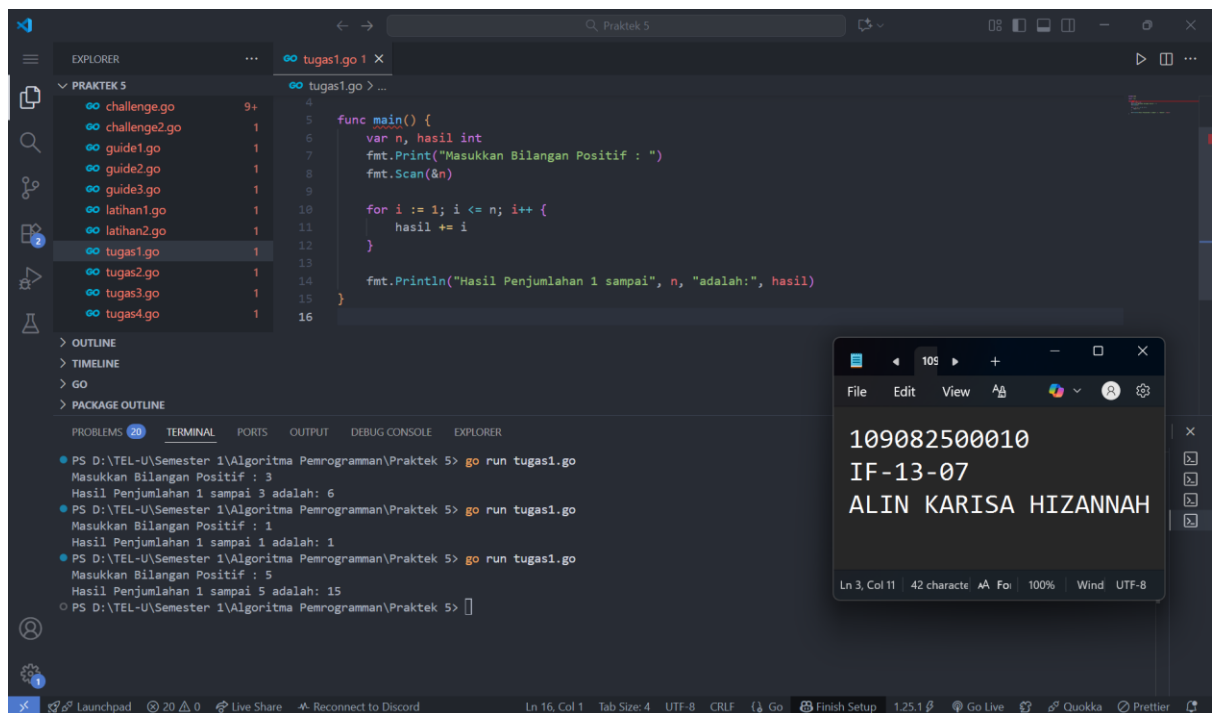 Praktek 5
EXPLORER
tugas1.go 1
PRAKTEK 5
tugas1.go > ...
challenge.go 9+
challenge2.go 1
guide1.go 1
guide2.go 1
guide3.go 1
latihan1.go 1
latihan2.go 1
tugas1.go 1
tugas2.go 1
tugas3.go 1
tugas4.go 1
OUTLINE
TIMELINE
GO
PACKAGE OUTLINE
4
5 func main() {
6 var n, hasil int
7 fmt.Print("Masukkan Bilangan Positif : ")
8 fmt.Scan(&n)
9
10 for i := 1; i <= n; i++ {
11 hasil += i
12 }
13
14 fmt.Println("Hasil Penjumlahan 1 sampai", n, "adalah:", hasil)
15 }
16
PROBLEMS 20 TERMINAL PORTS OUTPUT DEBUG CONSOLE EXPLORER
PS D:\TEL-U\Semester 1\Algoritma Pemrogramman\Praktek 5> go run tugas1.go
Masukkan Bilangan Positif : 3
Hasil Penjumlahan 1 sampai 3 adalah: 6
PS D:\TEL-U\Semester 1\Algoritma Pemrogramman\Praktek 5> go run tugas1.go
Masukkan Bilangan Positif : 1
Hasil Penjumlahan 1 sampai 1 adalah: 1
PS D:\TEL-U\Semester 1\Algoritma Pemrogramman\Praktek 5> go run tugas1.go
Masukkan Bilangan Positif : 5
Hasil Penjumlahan 1 sampai 5 adalah: 15
PS D:\TEL-U\Semester 1\Algoritma Pemrogramman\Praktek 5>
109
File Edit View
109082500010
IF-13-07
ALIN KARISA HIZANNAH
Ln 3, Col 11 42 characte 100% Wind UTF-8
2
1
Launchpad 20 0 Live Share Reconnect to Discord Ln 16, Col 1 Tab Size: 4 UTF-8 CRLF Go Finish Setup 1.25.1 Go Live Quokka Prettier